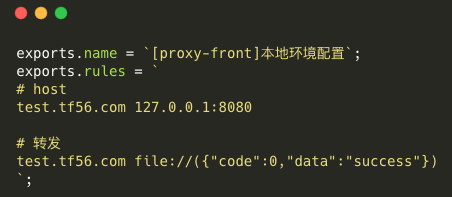 exports.name = `[proxy-front]本地环境配置`;
exports.rules = `
# host
test.tf56.com 127.0.0.1:8080

# 转发
test.tf56.com file://({"code":0,"data":"success"})
`;